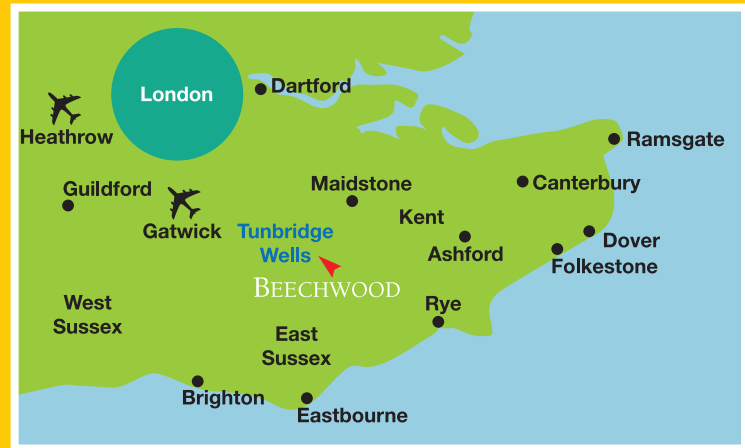 London
Dartford
Heathrow
Ramsgate
Guildford
Maidstone
Canterbury
Gatwick
Tunbridge
Wells
Kent
Ashford
Dover
Folkestone
BEECHWOOD
West
Sussex
Rye
East
Sussex
Brighton
Eastbourne